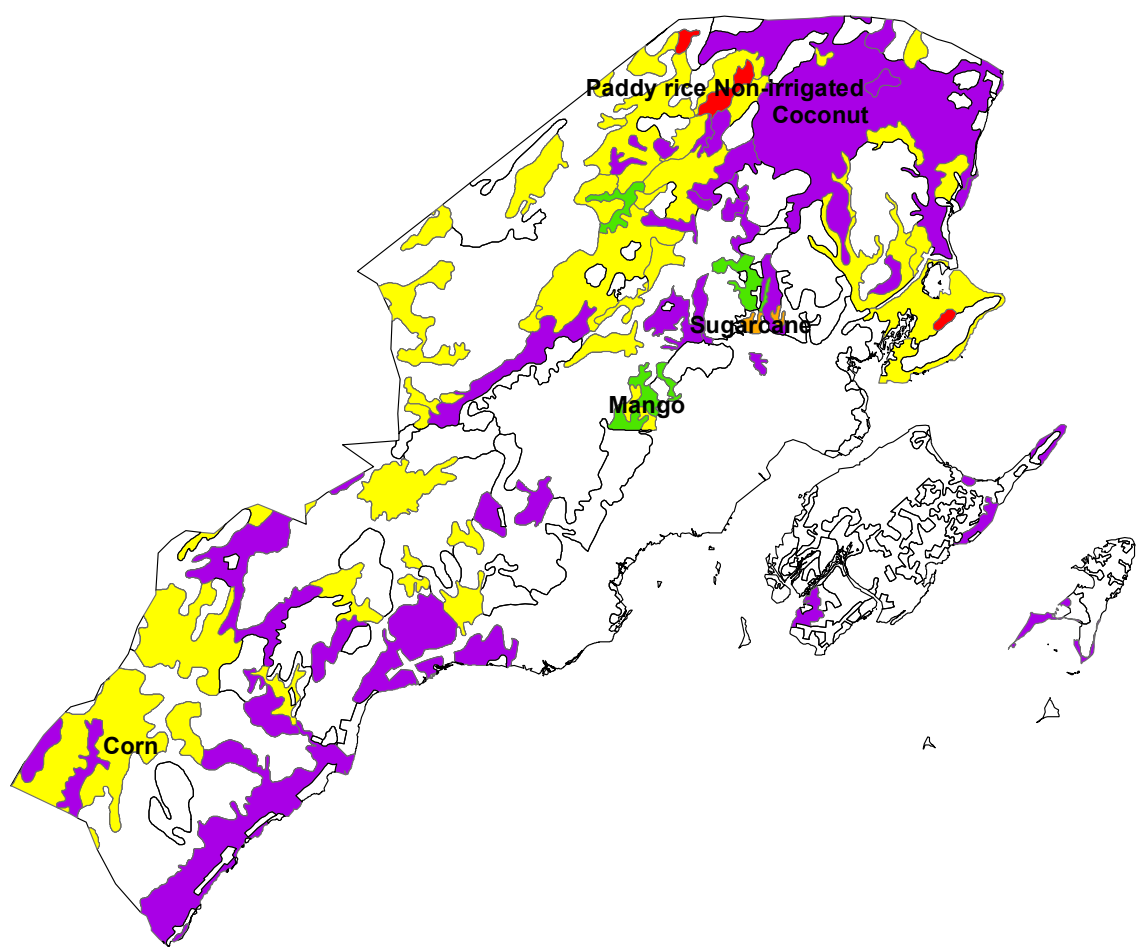 Paddy rice Non-irrigated
Coconut
Sugarcane
Mango
Corn